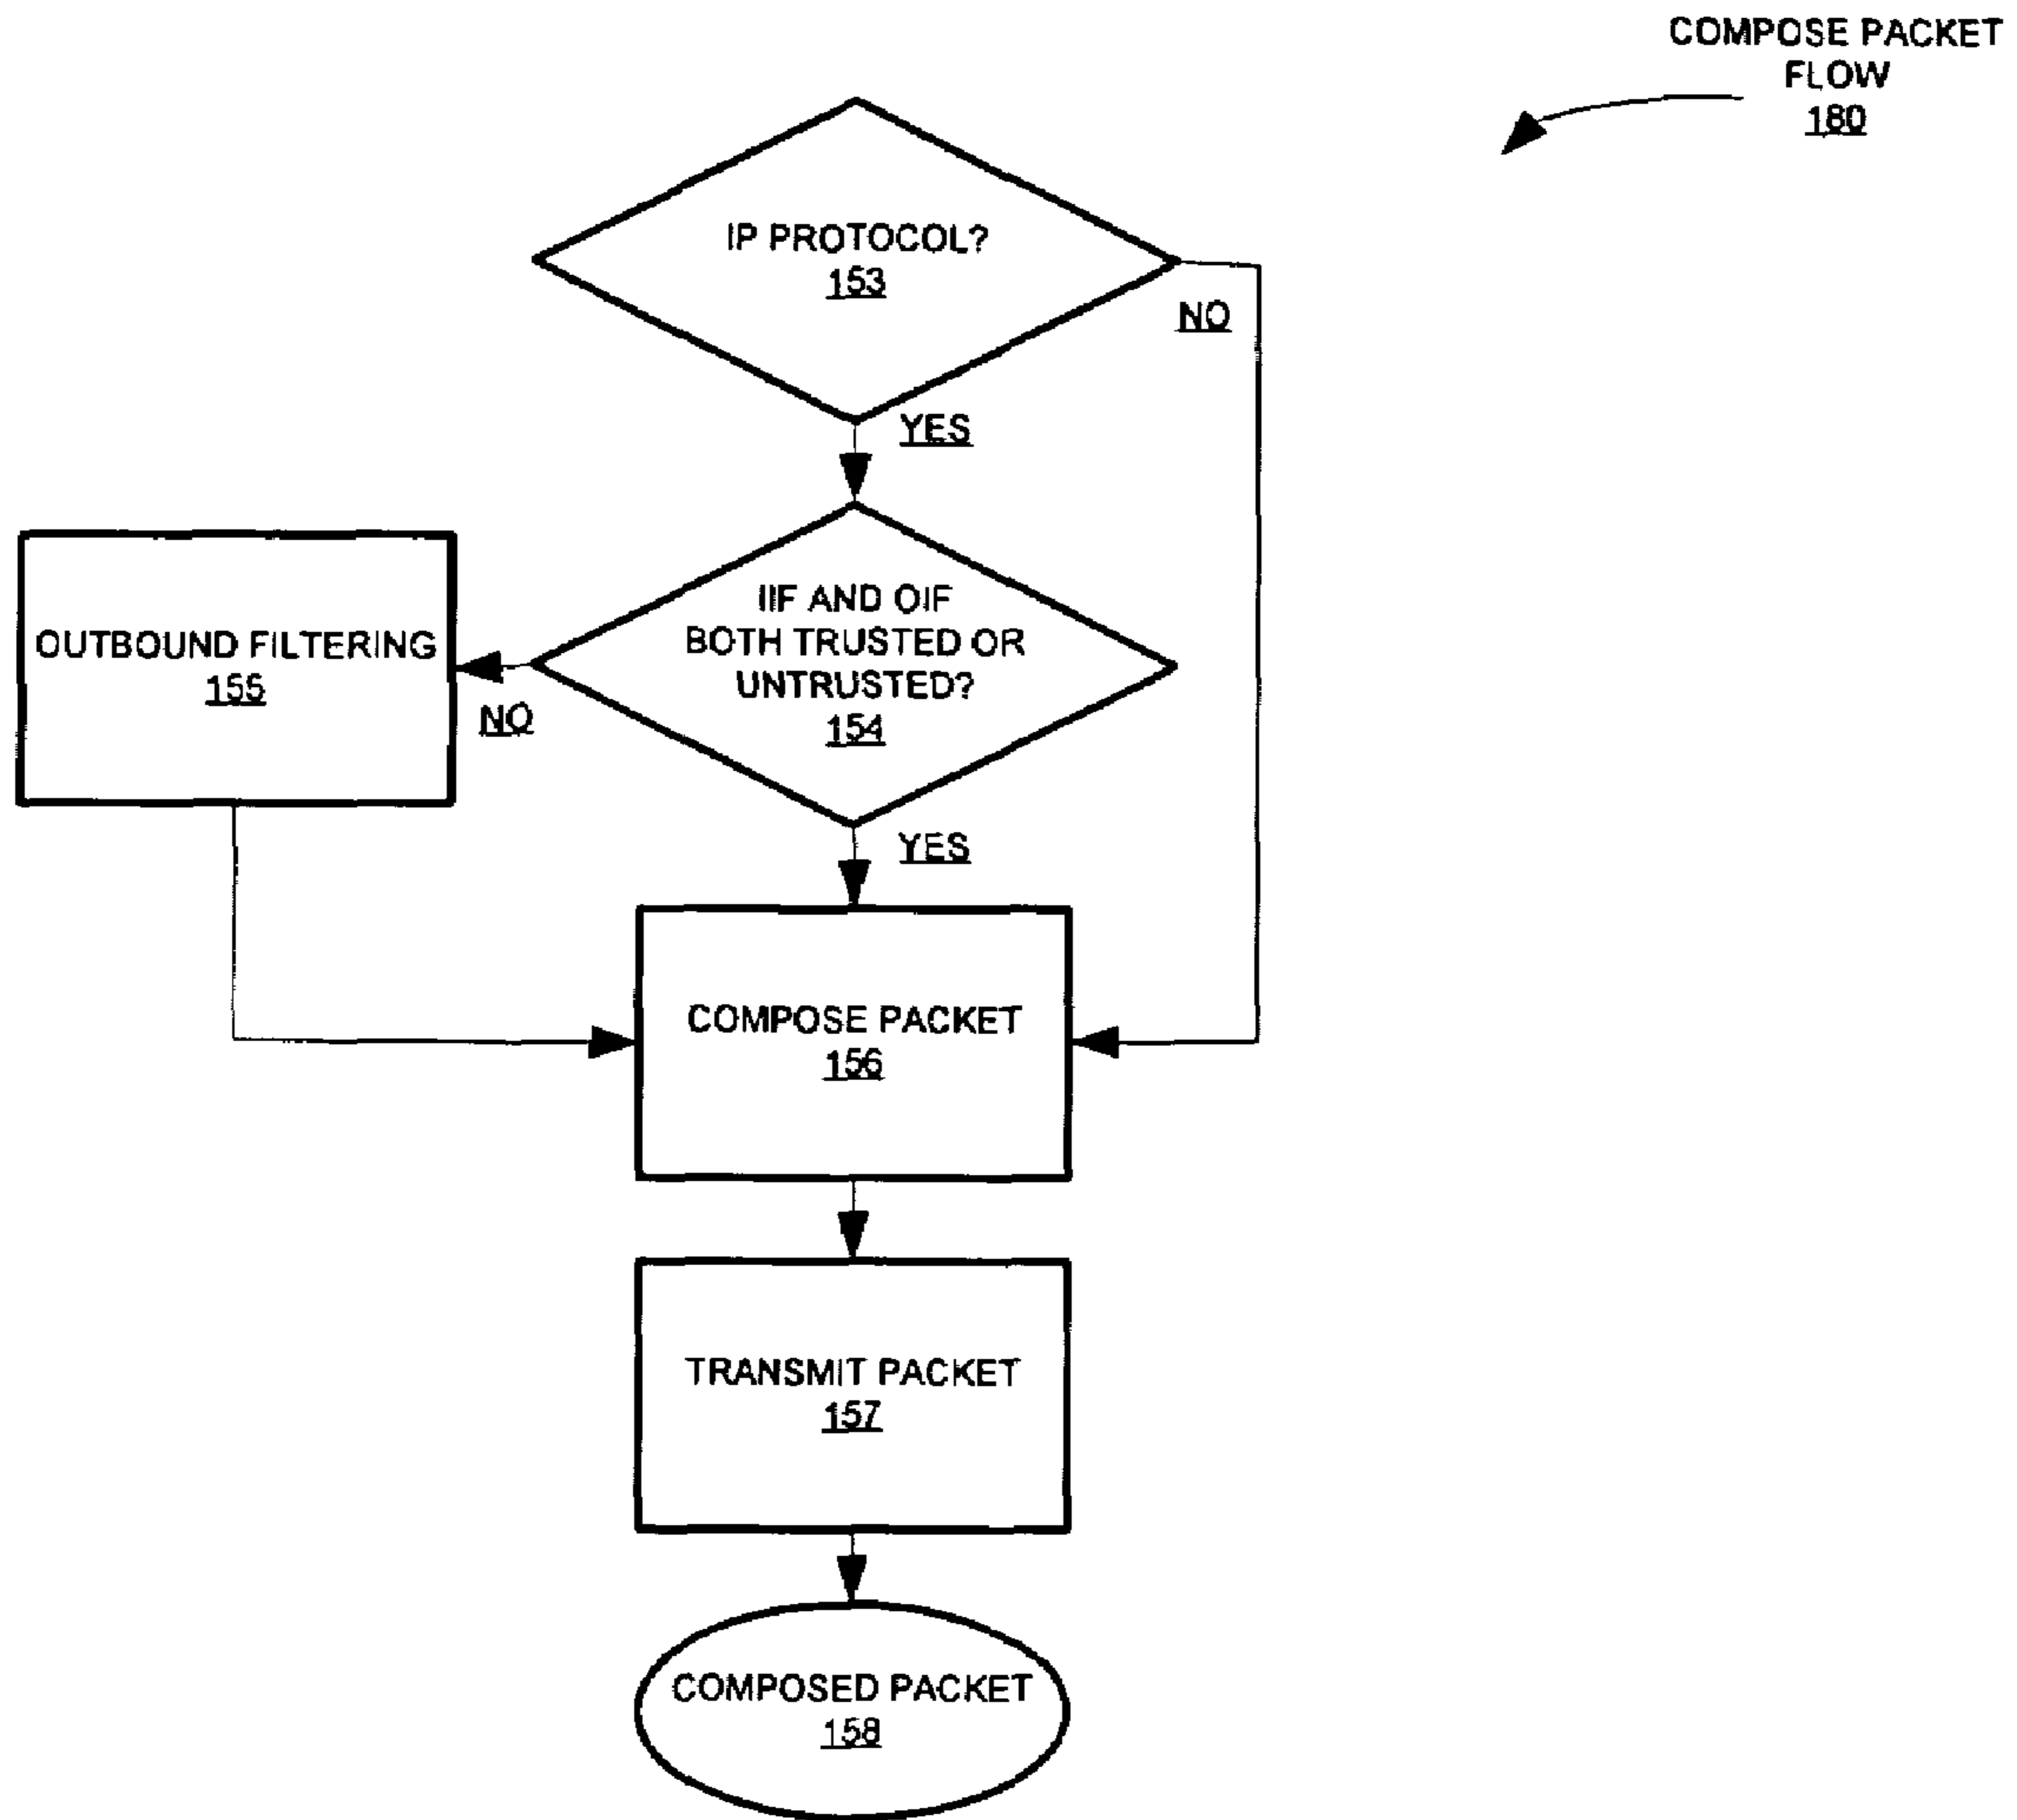 COMPOSE PACKET
FLOW
180
IP PROTOCOL?
153
NO
YES
IIF AND OIF
BOTH TRUSTED OR
UNTRUSTED?
154
OUTBOUND FILTERING
155
NO
YES
COMPOSE PACKET
156
TRANSMIT PACKET
157
COMPOSED PACKET
158